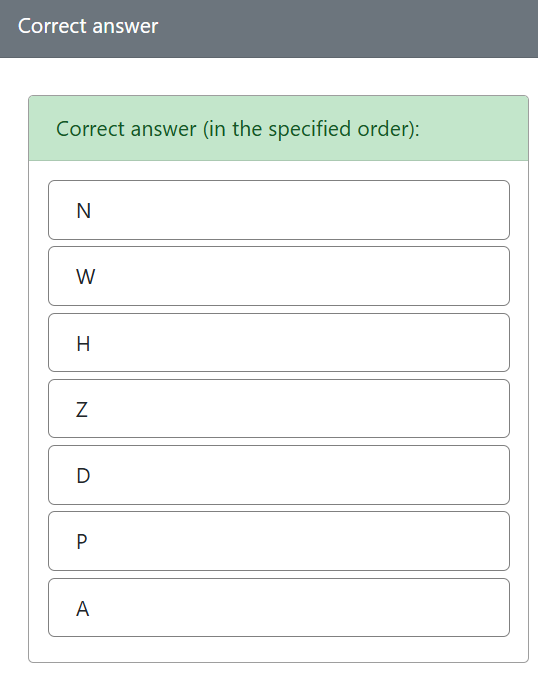 Correct answer
Correct answer (in the specified order):
N
W
H
Z
D
P
A